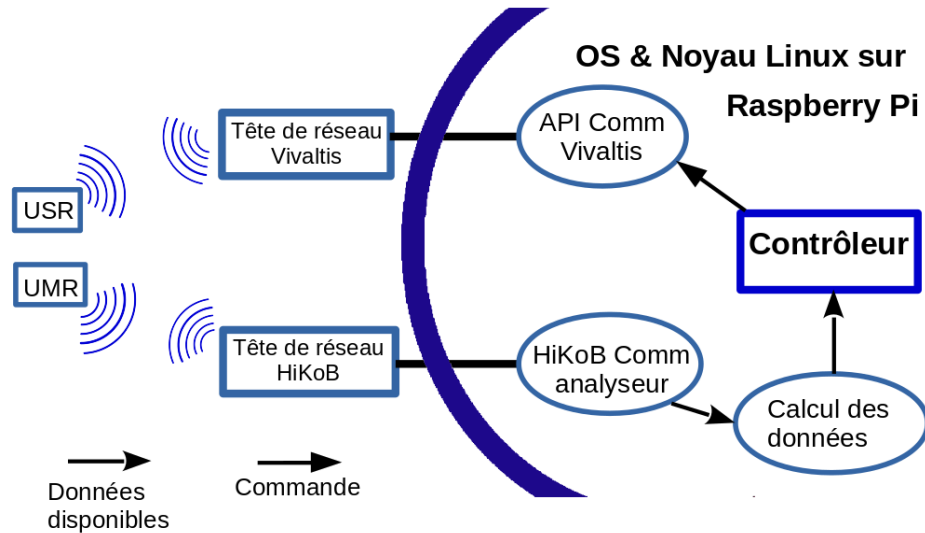 OS & Noyau Linux sur
Raspberry Pi
Tête de réseau
Vivaltis
API Comm
Vivaltis
USR
Contrôleur
UMR
Tête de réseau
HiKoB
HiKoB Comm
analyseur
Calcul des
données
Données
disponibles
Commande